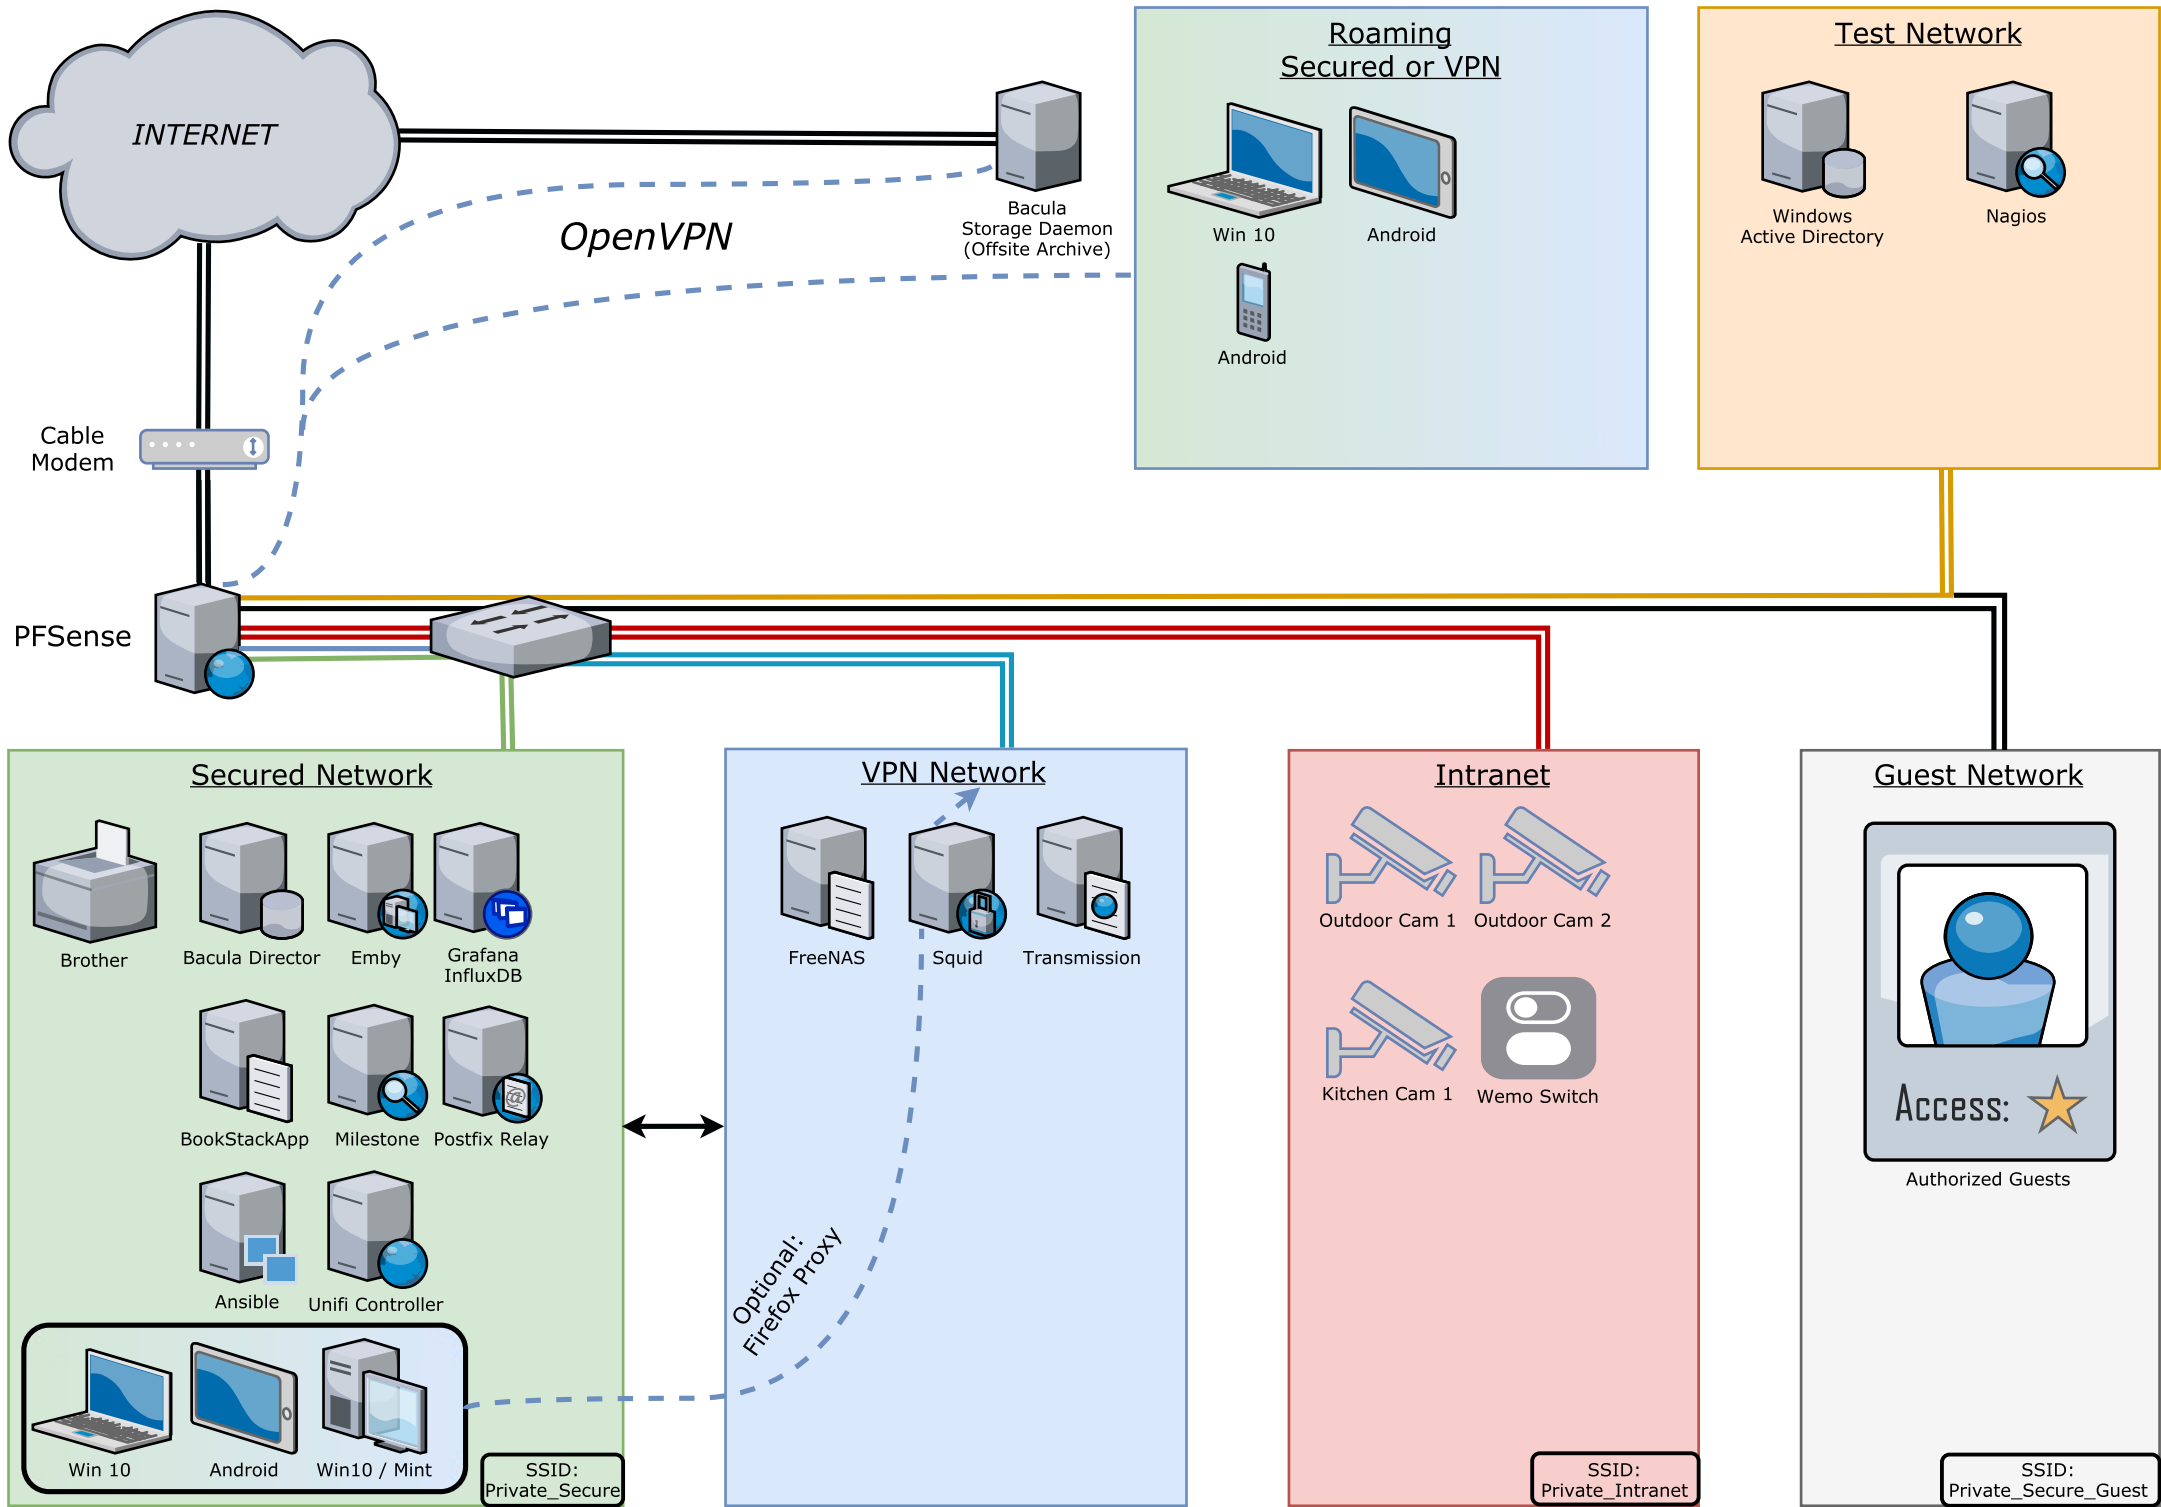 INTERNET
OpenVPN
Bacula
Storage Daemon
(Offsite Archive)
Roaming
Secured or VPN
Win 10
Android
Android
Test Network
Windows
Active Directory
Nagios
Cable
Modem
PFSense
Secured Network
Brother
Bacula Director
Emby
Grafana
InfluxDB
BookStackApp
Milestone
Postfix Relay
Ansible
Unifi Controller
Win 10
Android
Win10 / Mint
SSID:
Private_Secure
VPN Network
FreeNAS
Squid
Transmission
Optional:
Firefox Proxy
Intranet
Outdoor Cam 1
Outdoor Cam 2
Kitchen Cam 1
Wemo Switch
SSID:
Private_Intranet
Guest Network
Access:
Authorized Guests
SSID:
Private_Secure_Guest